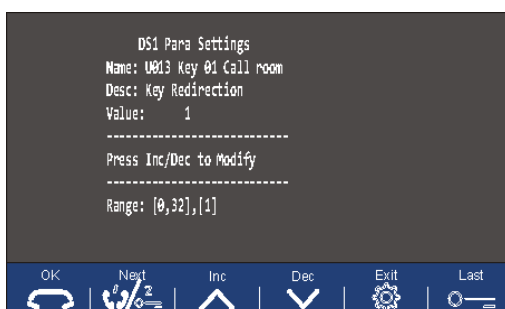 DS1 Para Settings
Name: U013 Key 01 Call room
Desc: Key Redirection
Value: 1
----------------------------
Press Inc/Dec to Modify
----------------------------
Range: [0,32],[1]
OK Next Inc Dec Exit Last